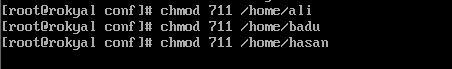 [root@rokyal conf]# chmod 711 /home/ali
[root@rokyal conf]# chmod 711 /home/badu
[root@rokyal conf]# chmod 711 /home/hasan